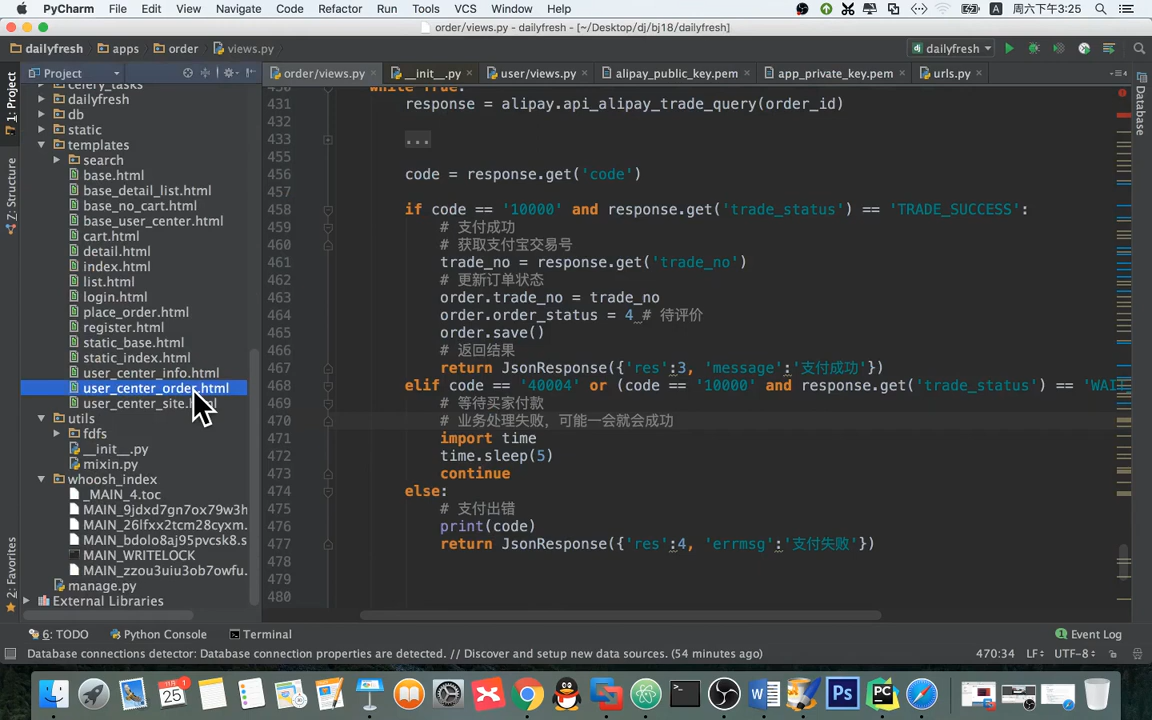 PyCharm File Edit View Navigate Code Refactor Run Tools VCS Window Help 周六下午3:25
order/views.py - dailyfresh - [~/Desktop/dj/bj18/dailyfresh]
dailyfresh apps order views.py dailyfresh
Project order/views.py __init__.py user/views.py alipay_public_key.pem app_private_key.pem urls.py
1: Project
Z: Structure
2: Favorites
Database
celery_tasks
dailyfresh
db
static
templates
search
base.html
base_detail_list.html
base_no_cart.html
base_user_center.html
cart.html
detail.html
index.html
list.html
login.html
place_order.html
register.html
static_base.html
static_index.html
user_center_info.html
user_center_order.html
user_center_site.
utils
fdfs
__init__.py
mixin.py
whoosh_index
_MAIN_4.toc
MAIN_9jdxd7gn7ox79w3h
MAIN_26lfxx2tcm28cyxm.
MAIN_bdolo8aj95pvcsk8.s
MAIN_WRITELOCK
MAIN_zzou3uiu3ob7owfu.
manage.py
External Libraries
430 while True:
431 response = alipay.api_alipay_trade_query(order_id)
432
433 ...
455
456 code = response.get('code')
457
458 if code == '10000' and response.get('trade_status') == 'TRADE_SUCCESS':
459 # 支付成功
460 # 获取支付宝交易号
461 trade_no = response.get('trade_no')
462 # 更新订单状态
463 order.trade_no = trade_no
464 order.order_status = 4 # 待评价
465 order.save()
466 # 返回结果
467 return JsonResponse({'res':3, 'message':'支付成功'})
468 elif code == '40004' or (code == '10000' and response.get('trade_status') == 'WAIT_
469 # 等待买家付款
470 # 业务处理失败，可能一会就会成功
471 import time
472 time.sleep(5)
473 continue
474 else:
475 # 支付出错
476 print(code)
477 return JsonResponse({'res':4, 'errmsg':'支付失败'})
478
479
480
6: TODO Python Console Terminal Event Log
Database connections detector: Database connection properties are detected. // Discover and setup new data sources. (54 minutes ago) 470:34 LF÷ UTF-8÷